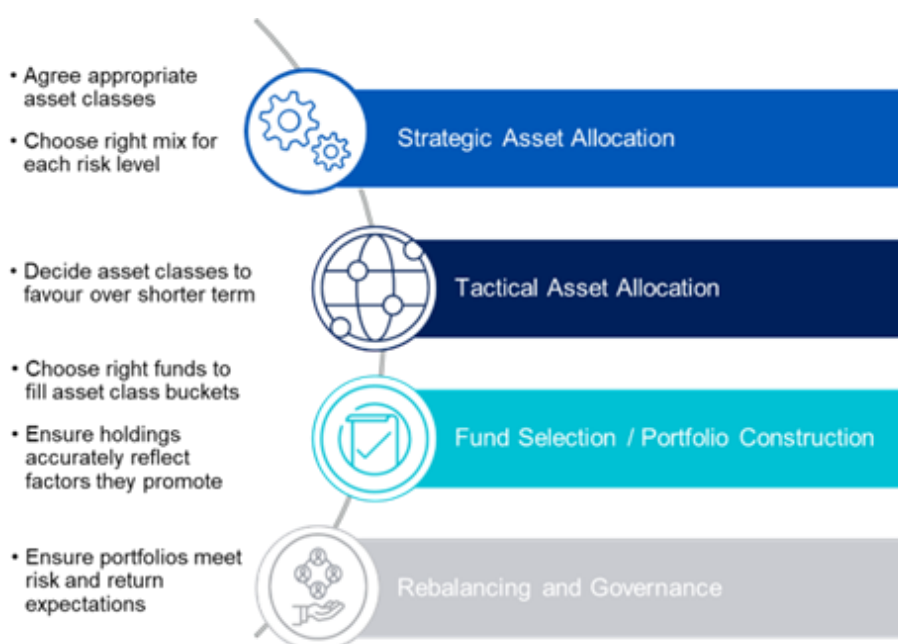 • Agree appropriate
asset classes
• Choose right mix for
each risk level
Strategic Asset Allocation
• Decide asset classes to
favour over shorter term
Tactical Asset Allocation
• Choose right funds to
fill asset class buckets
• Ensure holdings
accurately reflect
factors they promote
Fund Selection / Portfolio Construction
• Ensure portfolios meet
risk and return
expectations
Rebalancing and Governance